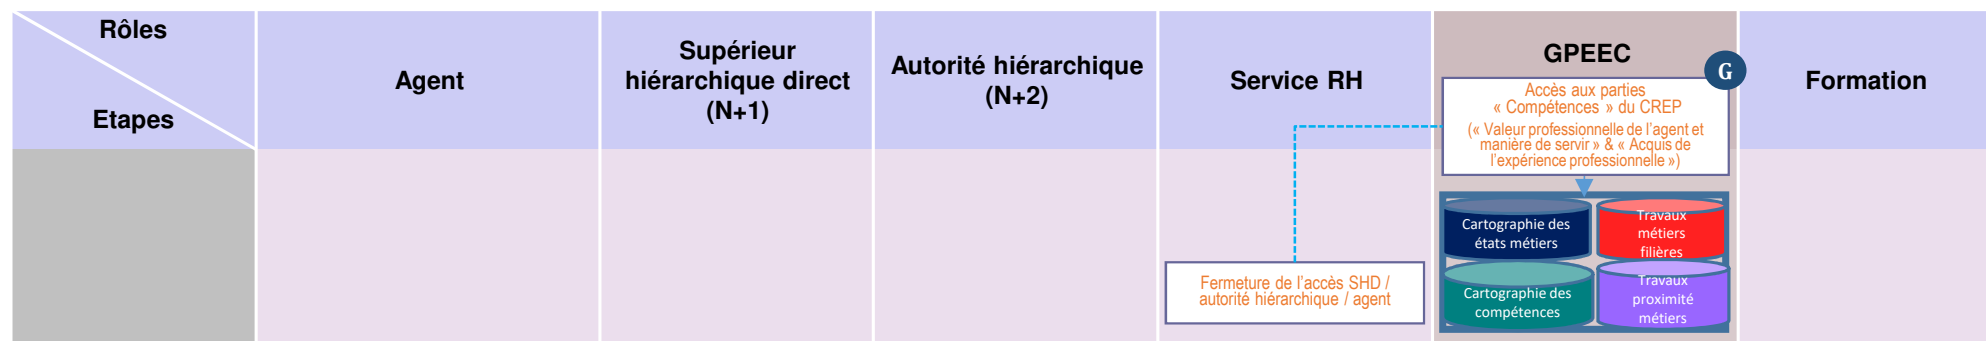 Rôles
Etapes
Agent
Supérieur
hiérarchique direct
(N+1)
Autorité hiérarchique
(N+2)
Service RH
GPEEC
G
Formation
Accès aux parties
« Compétences » du CREP
(« Valeur professionnelle de l’agent et
manière de servir » & « Acquis de
l’expérience professionnelle »)
Cartographie des
états métiers
Travaux
métiers
filières
Fermeture de l’accès SHD /
autorité hiérarchique / agent
Cartographie des
compétences
Travaux
proximité
métiers